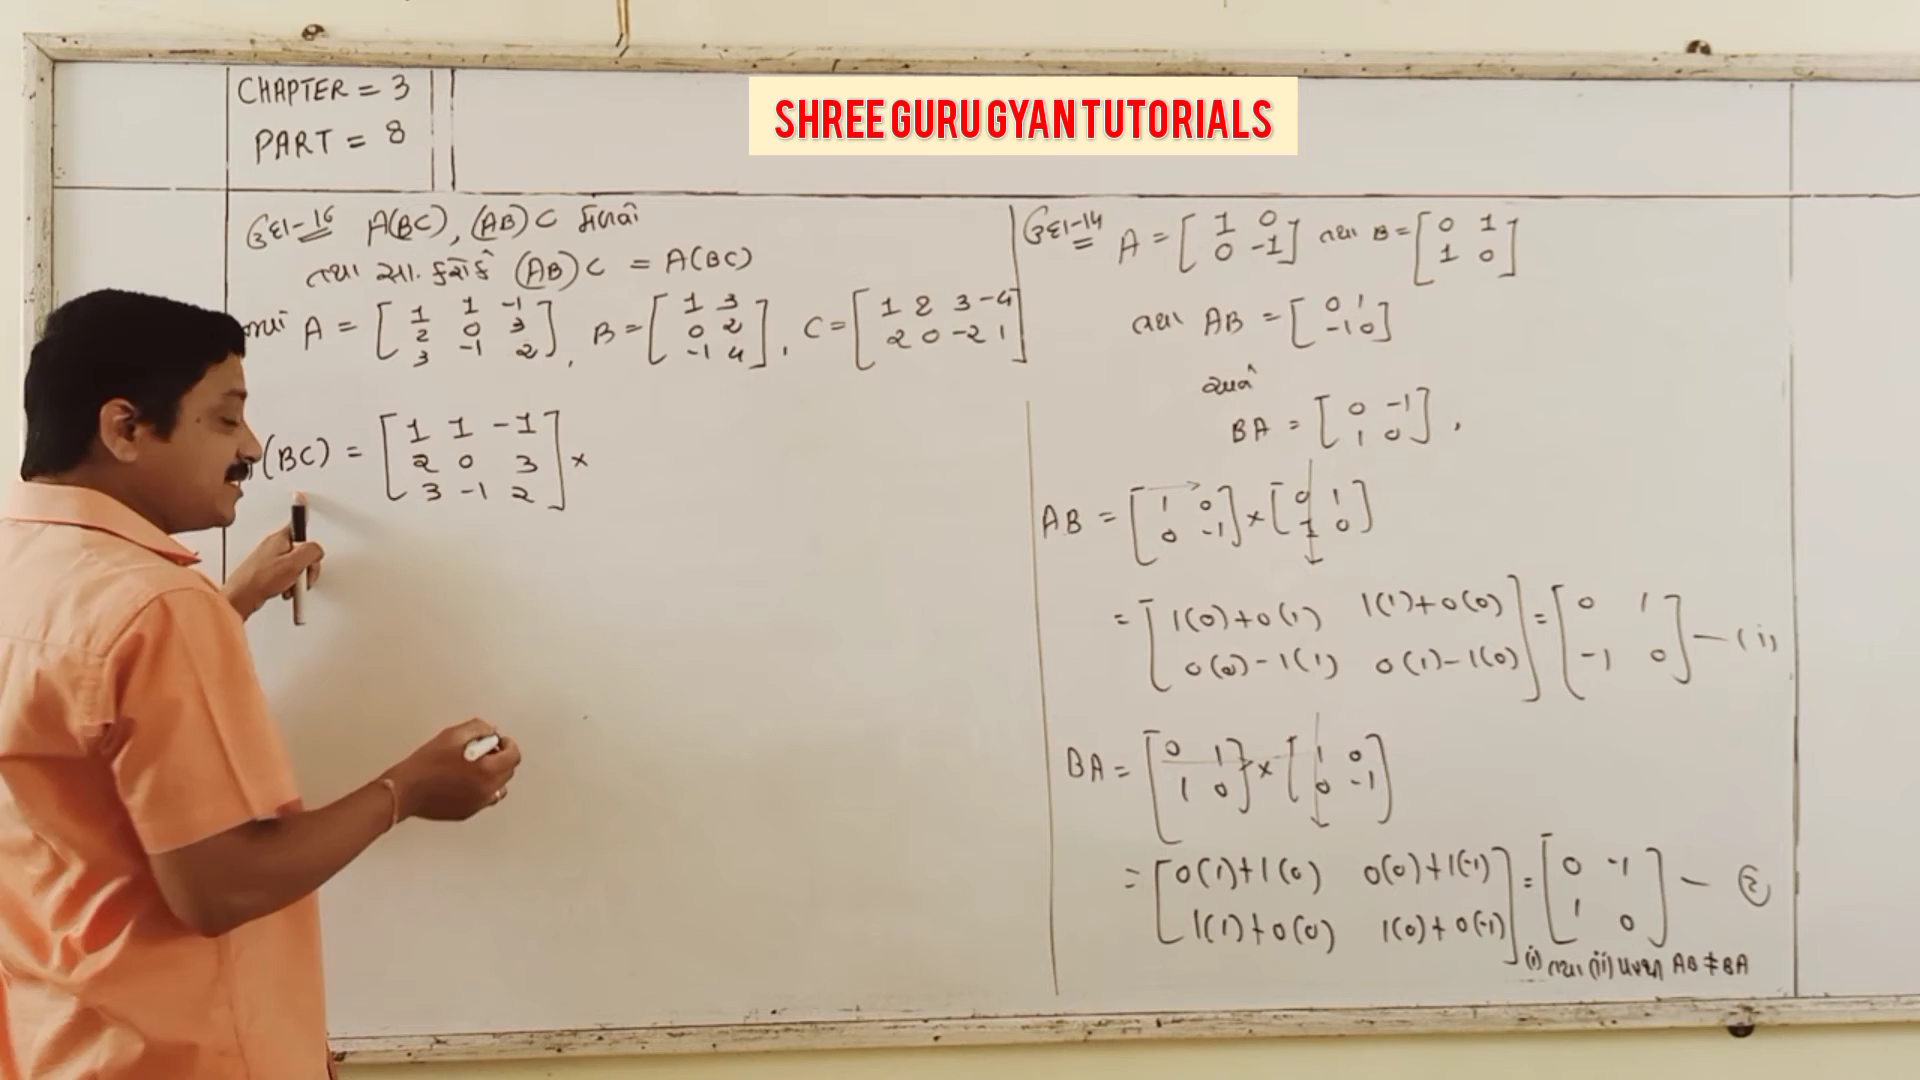 CHAPTER = 3
PART = 8
SHREE GURU GYAN TUTORIALS
ઉદા-16 A(BC), (AB)C મેળવો
તથા સા. કરો કે (AB)C = A(BC)
જ્યાં A = [ 1 1 -1
2 0 3
3 -1 2 ], B = [ 1 3
0 2
-1 4 ], C = [ 1 2 3 -4
2 0 -2 1 ]
(BC) = [ 1 1 -1
2 0 3
3 -1 2 ] ×
ઉદા-14 A = [ 1 0
0 -1 ] તથા B = [ 0 1
1 0 ]
તથા AB = [ 0 1
-1 0 ]
અને
BA = [ 0 -1
1 0 ],
AB = [ 1 0
0 -1 ] × [ 0 1
1 0 ]
= [ 1(0)+0(1) 1(1)+0(0)
0(0)-1(1) 0(1)-1(0) ] = [ 0 1
-1 0 ] — (i)
BA = [ 0 1
1 0 ] × [ 1 0
0 -1 ]
= [ 0(1)+1(0) 0(0)+1(-1)
1(1)+0(0) 1(0)+0(-1) ] = [ 0 -1
1 0 ] —
(i) તથા (ii) પરથી AB ≠ BA